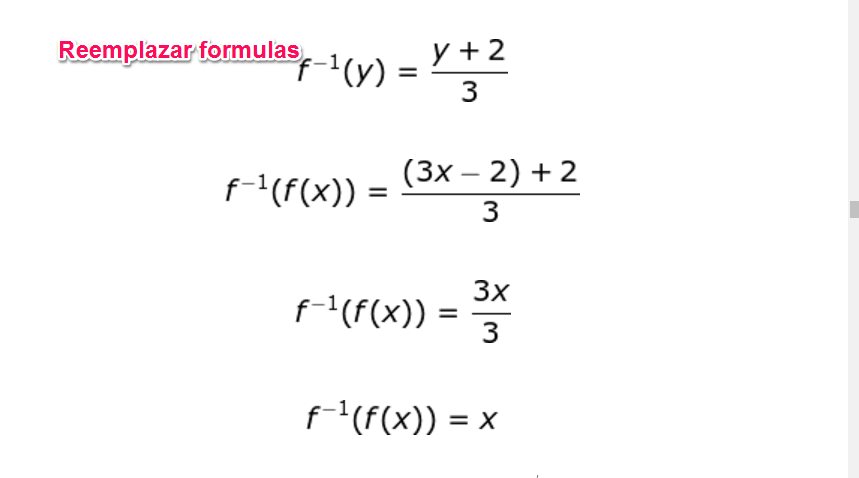 Reemplazar formulas
f⁻¹(y) = (y + 2)/3
f⁻¹(f(x)) = ((3x – 2) + 2)/3
f⁻¹(f(x)) = 3x/3
f⁻¹(f(x)) = x